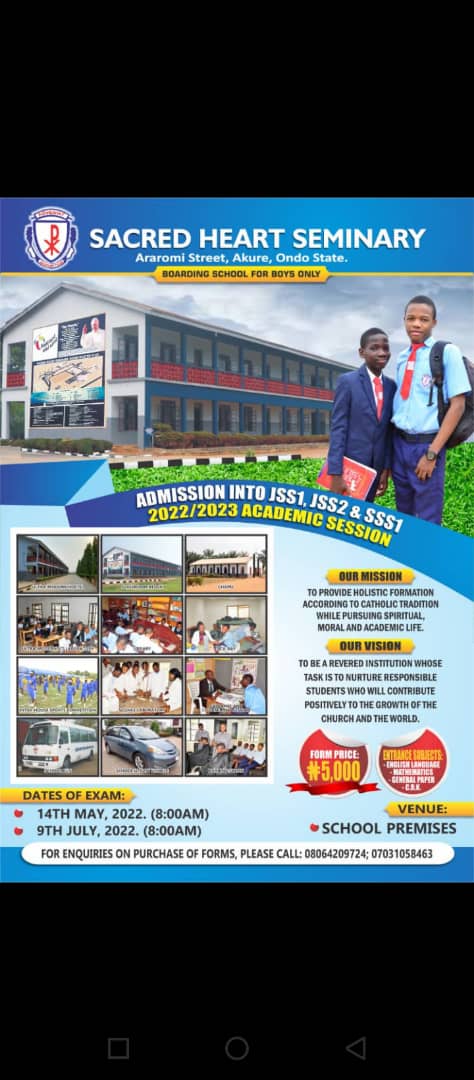 SACRED HEART SEMINARY
Araromi Street, Akure, Ondo State.
BOARDING SCHOOL FOR BOYS ONLY
ADMISSION INTO JSS1, JSS2 & SSS1
2022/2023 ACADEMIC SESSION
OUR MISSION
TO PROVIDE HOLISTIC FORMATION
ACCORDING TO CATHOLIC TRADITION
WHILE PURSUING SPIRITUAL,
MORAL AND ACADEMIC LIFE.
OUR VISION
TO BE A REVERED INSTITUTION WHOSE
TASK IS TO NURTURE RESPONSIBLE
STUDENTS WHO WILL CONTRIBUTE
POSITIVELY TO THE GROWTH OF THE
CHURCH AND THE WORLD.
FORM PRICE:
₦5,000
ENTRANCE SUBJECTS:
- ENGLISH LANGUAGE
- MATHEMATICS
- GENERAL PAPER
- C.R.K.
INTER HOUSE SPORTS COMPETITION
DATES OF EXAM:
14TH MAY, 2022. (8:00AM)
9TH JULY, 2022. (8:00AM)
VENUE:
SCHOOL PREMISES
FOR ENQUIRIES ON PURCHASE OF FORMS, PLEASE CALL: 08064209724; 07031058463